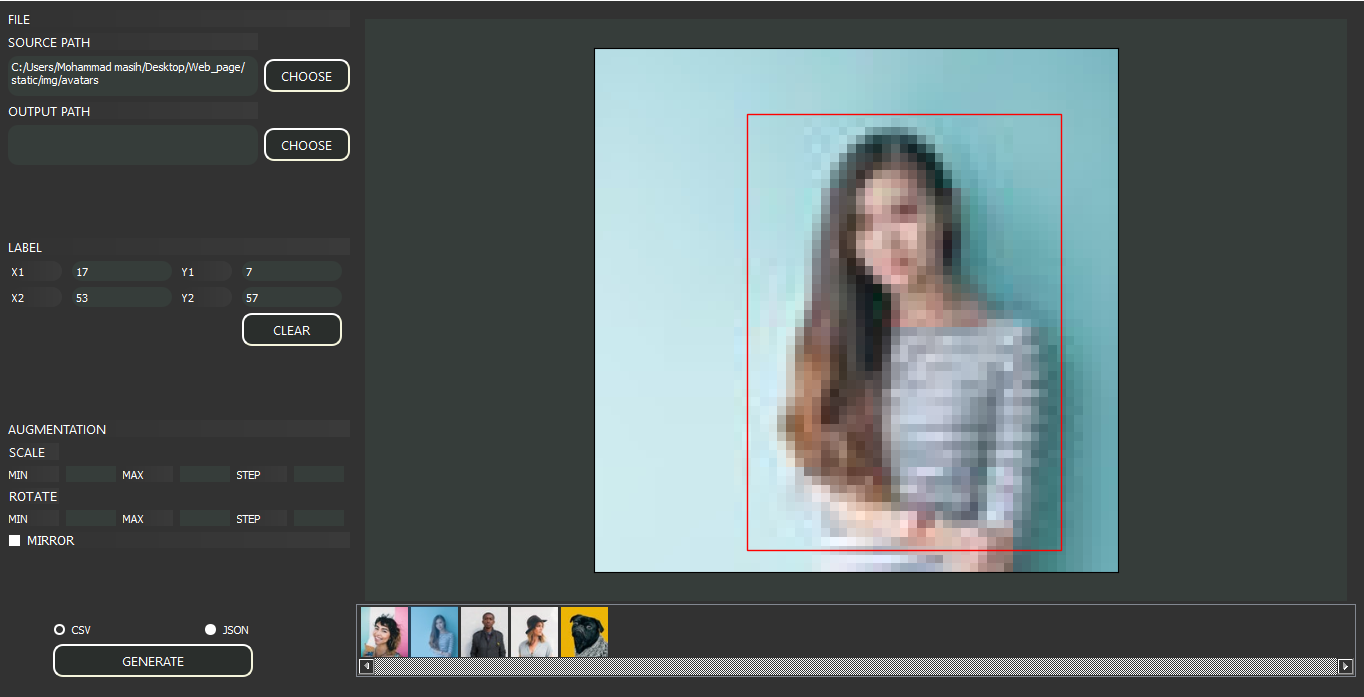 FILE
SOURCE PATH
C:/Users/Mohammad masih/Desktop/Web_page/
static/img/avatars
CHOOSE
OUTPUT PATH
CHOOSE
LABEL
X1 17 Y1 7
X2 53 Y2 57
CLEAR
AUGMENTATION
SCALE
MIN MAX STEP
ROTATE
MIN MAX STEP
MIRROR
CSV JSON
GENERATE